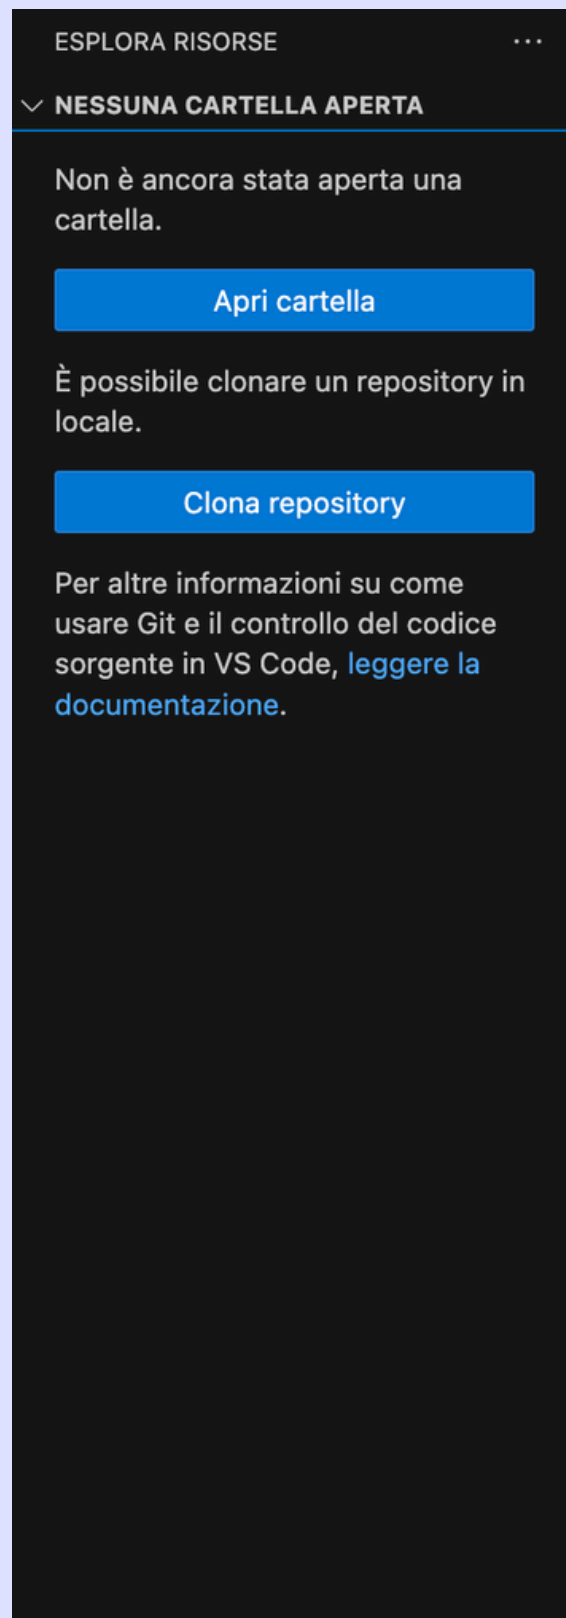 ESPLORA RISORSE
NESSUNA CARTELLA APERTA
Non è ancora stata aperta una
cartella.
Apri cartella
È possibile clonare un repository in
locale.
Clona repository
Per altre informazioni su come
usare Git e il controllo del codice
sorgente in VS Code, leggere la
documentazione.